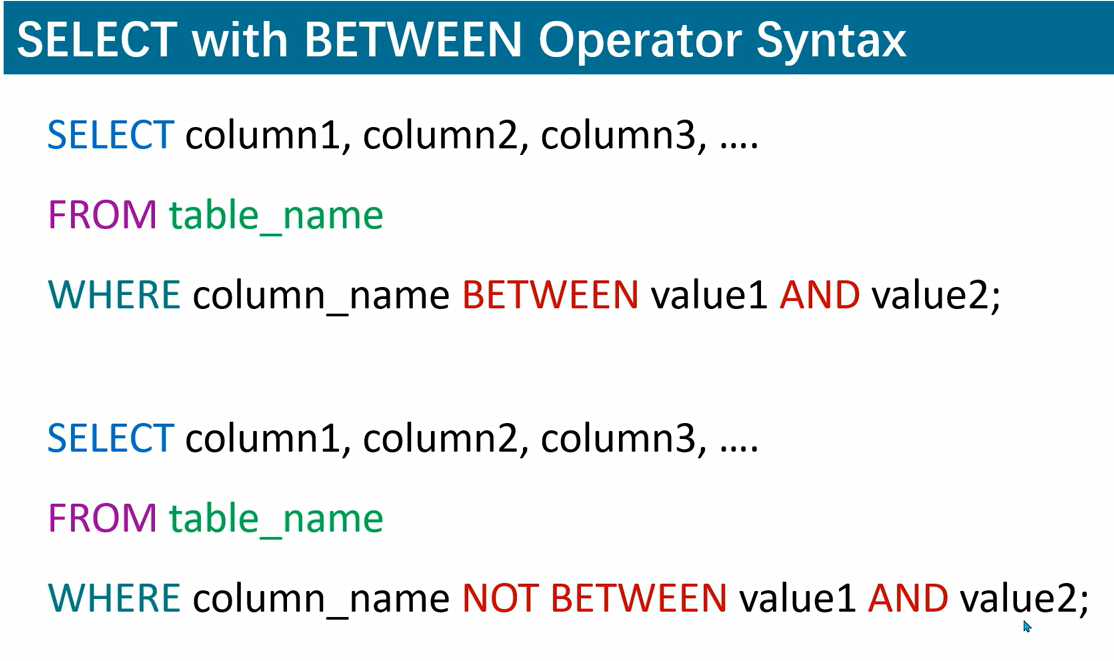 SELECT with BETWEEN Operator Syntax
SELECT column1, column2, column3, ....
FROM table_name
WHERE column_name BETWEEN value1 AND value2;
SELECT column1, column2, column3, ....
FROM table_name
WHERE column_name NOT BETWEEN value1 AND value2;